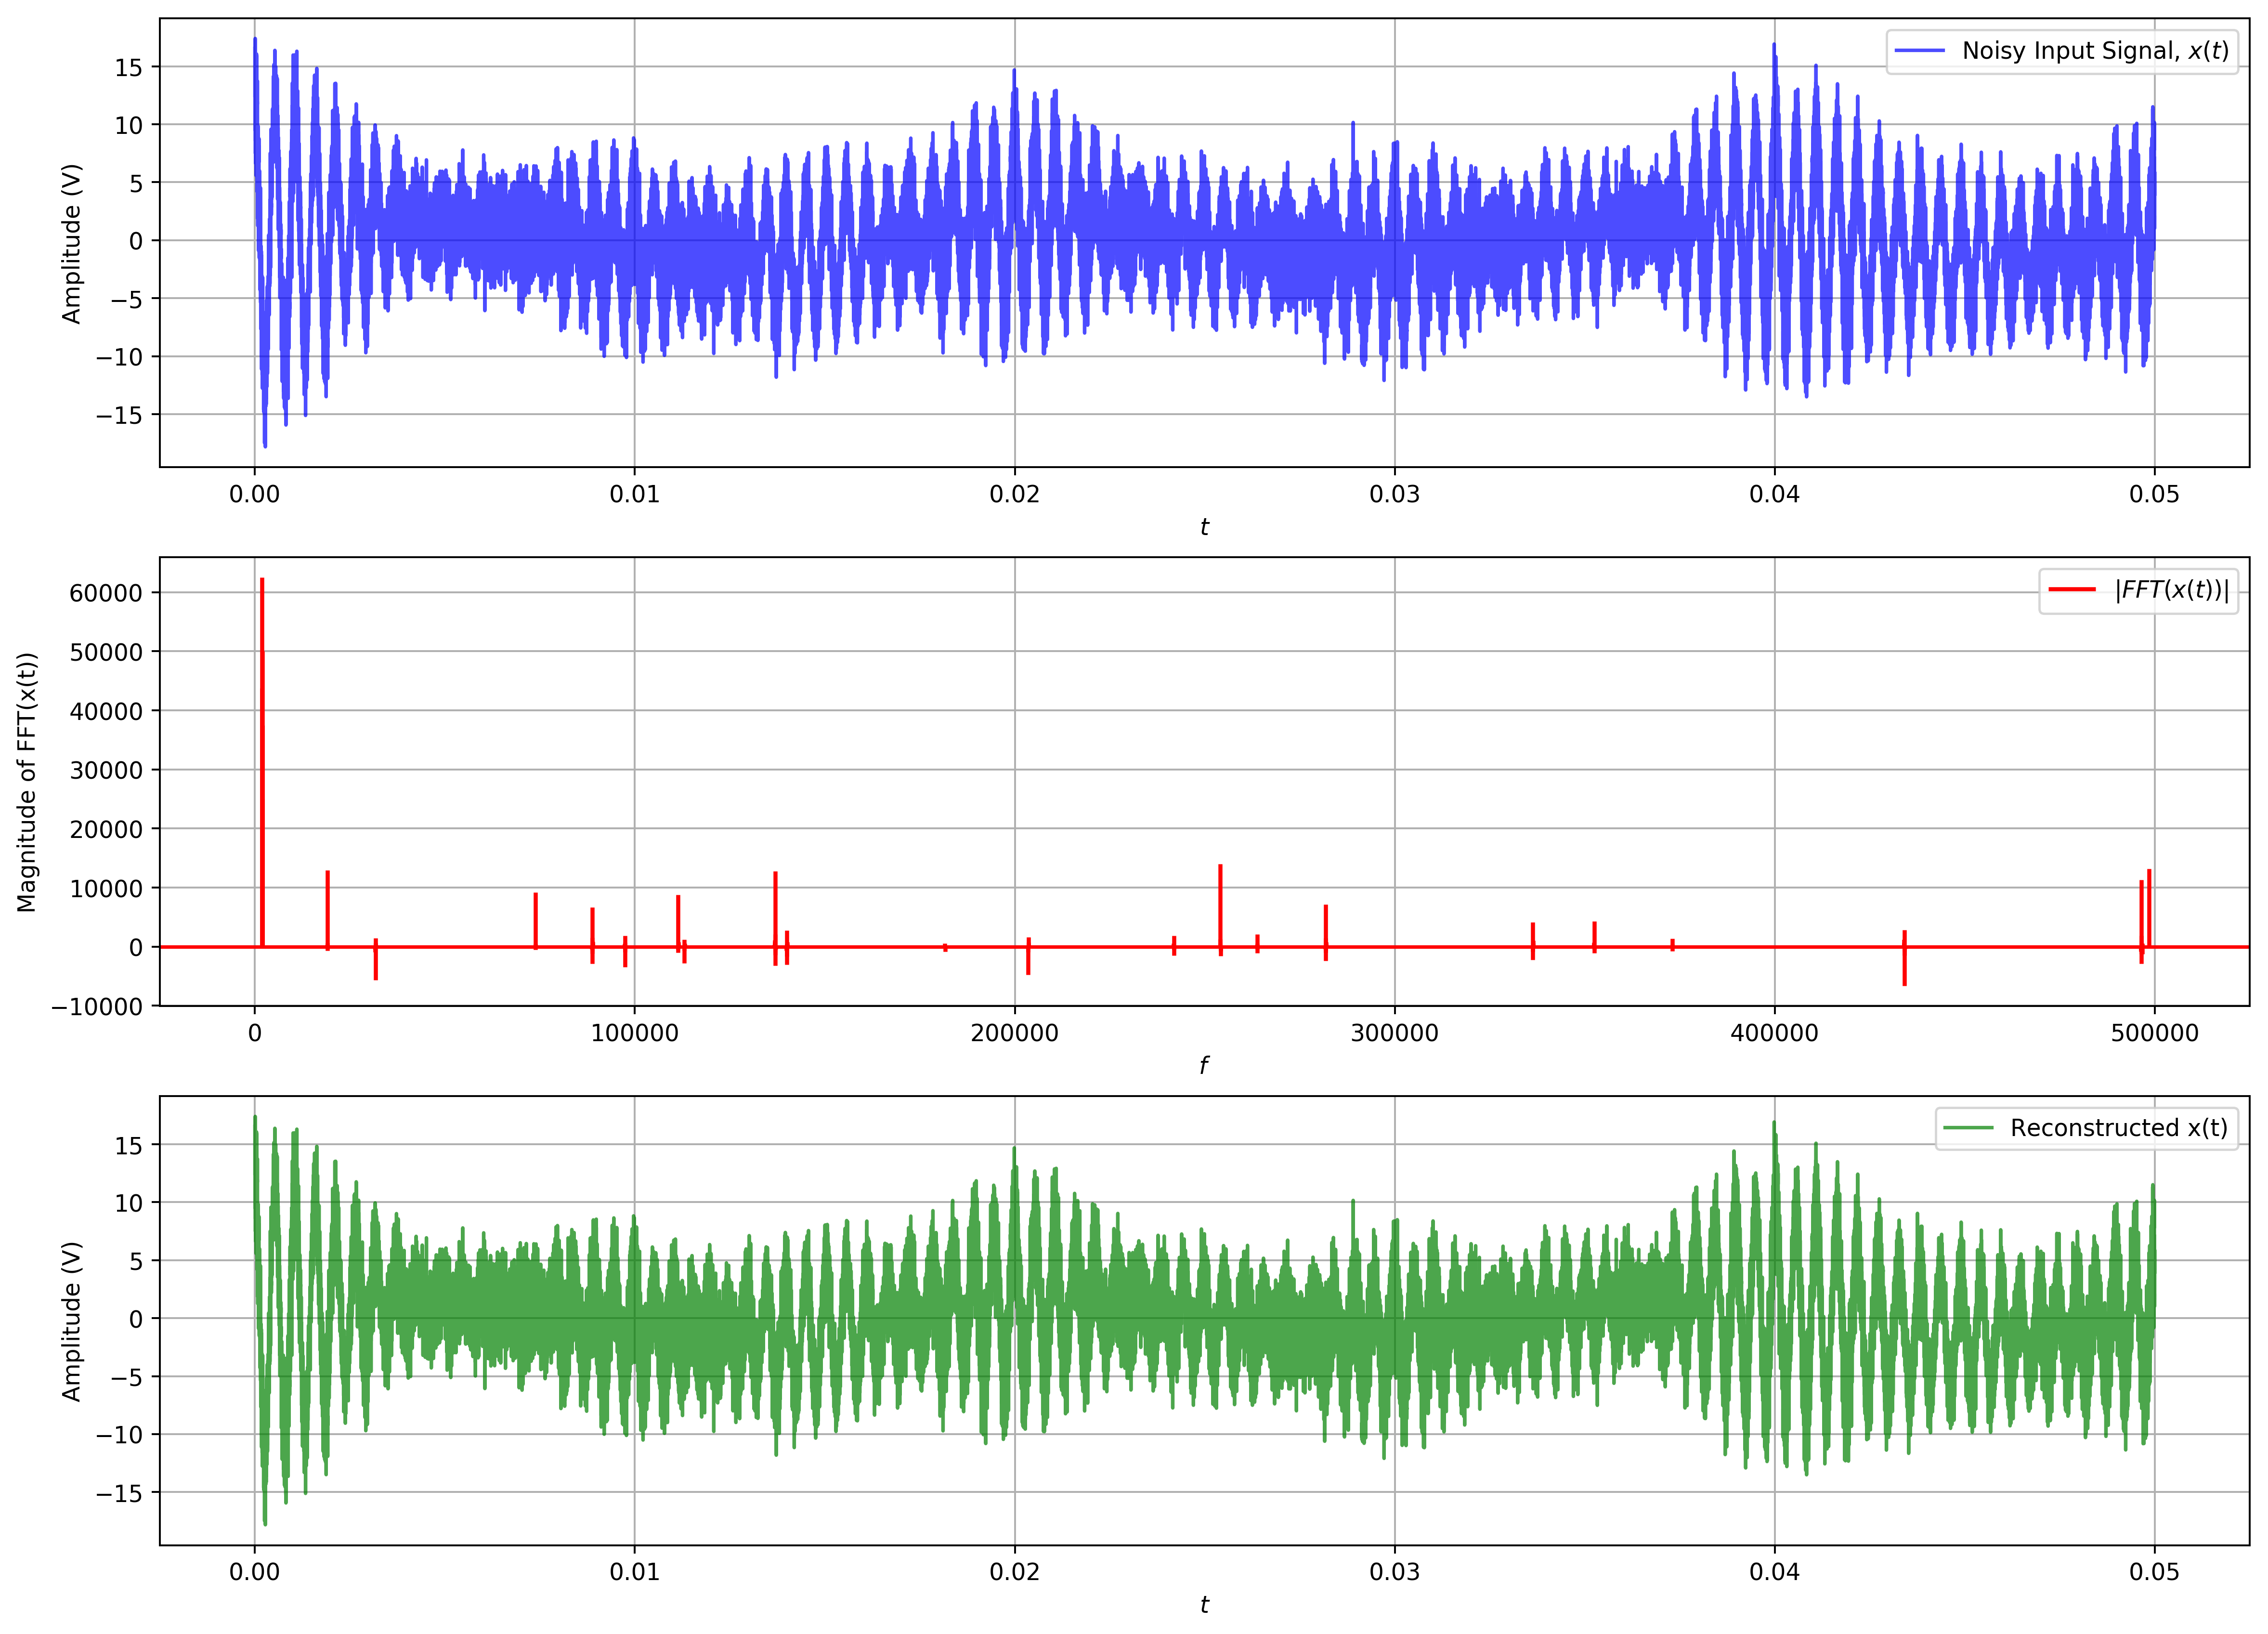 Noisy Input Signal, x(t)
Amplitude (V)
15
10
5
0
−5
−10
−15
0.00 0.01 0.02 0.03 0.04 0.05
t
|FFT(x(t))|
Magnitude of FFT(x(t))
60000
50000
40000
30000
20000
10000
0
−10000
0 100000 200000 300000 400000 500000
f
Reconstructed x(t)
Amplitude (V)
15
10
5
0
−5
−10
−15
0.00 0.01 0.02 0.03 0.04 0.05
t